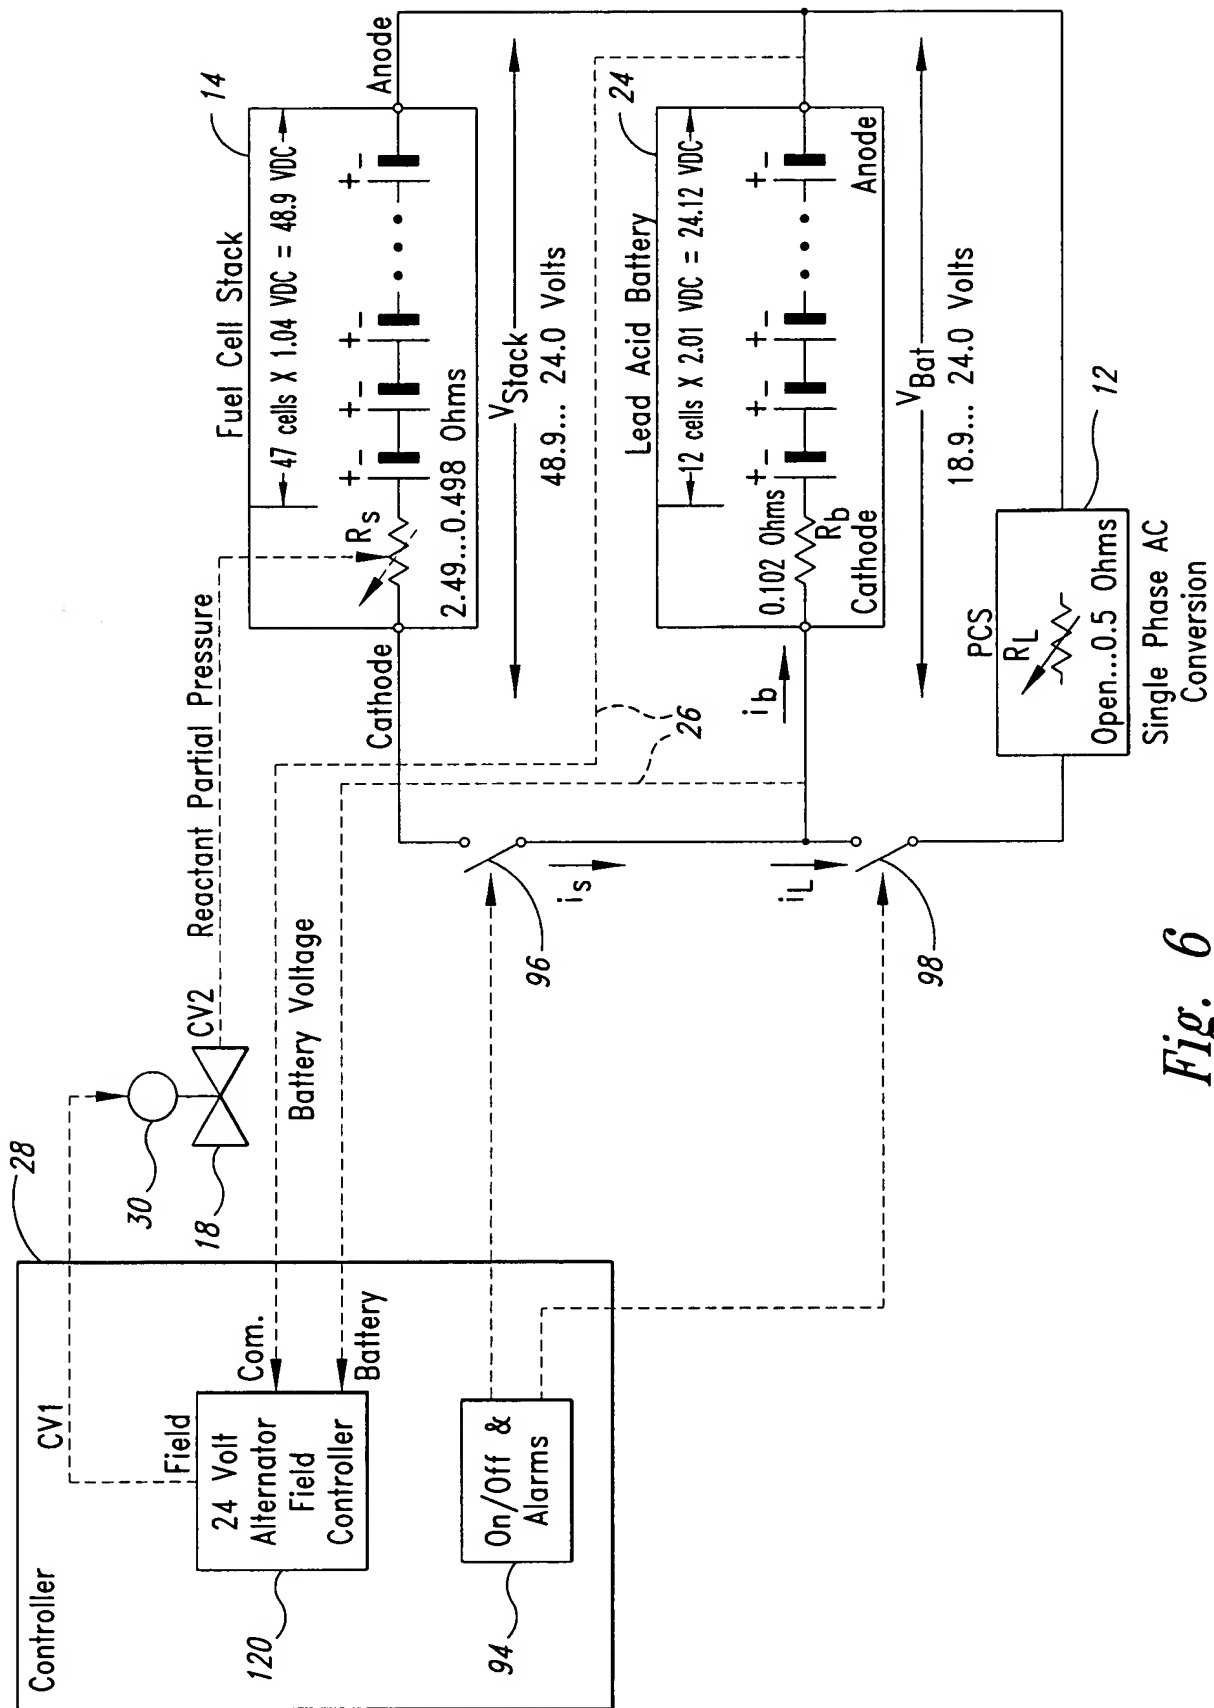 Controller
28
CV1
Field
24 Volt
Alternator
Field
Controller
Com.
Battery
120
On/Off &
Alarms
94
30
18
CV2
Reactant Partial Pressure
Battery Voltage
26
96
98
i_s
i_L
i_b
Fuel Cell Stack
14
47 cells X 1.04 VDC = 48.9 VDC
R_s
+ − + − + − + −
2.49...0.498 Ohms
Cathode
Anode
V_Stack
48.9... 24.0 Volts
Lead Acid Battery
24
12 cells X 2.01 VDC = 24.12 VDC
0.102 Ohms
+ − + − + − + −
R_b
Cathode
Anode
V_Bat
18.9... 24.0 Volts
PCS
12
R_L
Open...0.5 Ohms
Single Phase AC
Conversion
Fig. 6